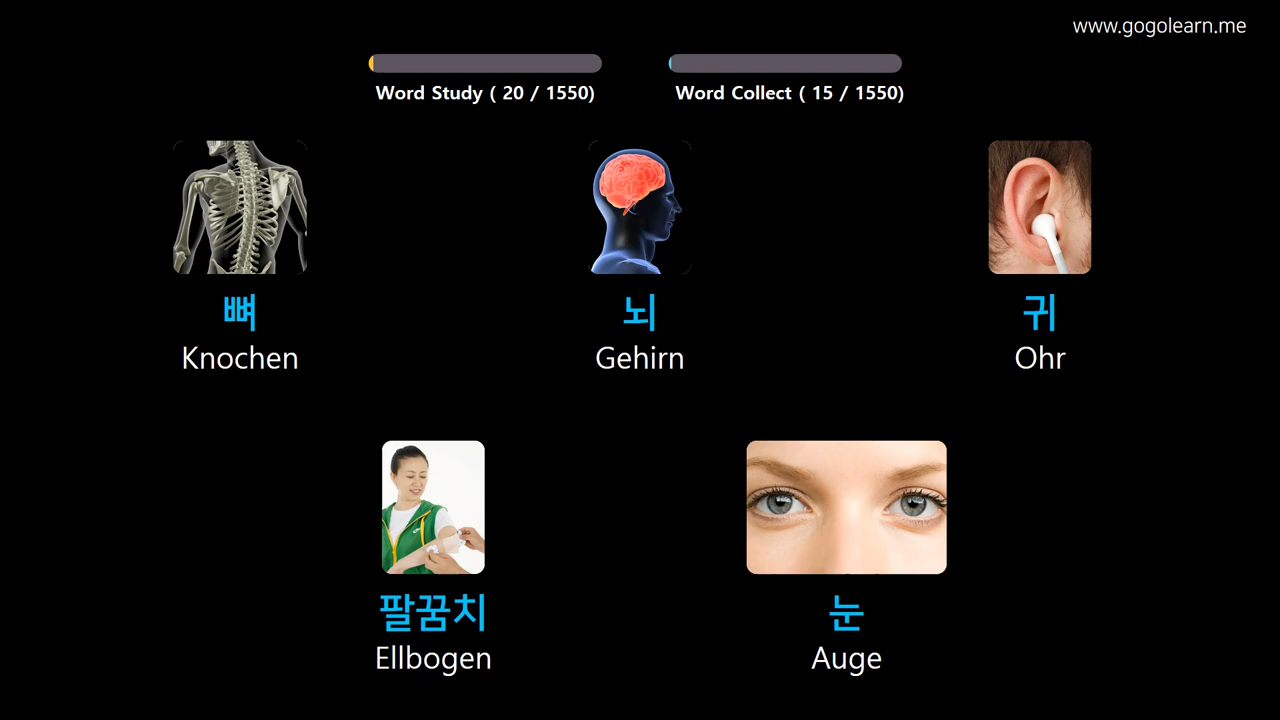 www.gogolearn.me
Word Study ( 20 / 1550)
Word Collect ( 15 / 1550)
뼈
Knochen
뇌
Gehirn
귀
Ohr
팔꿈치
Ellbogen
눈
Auge